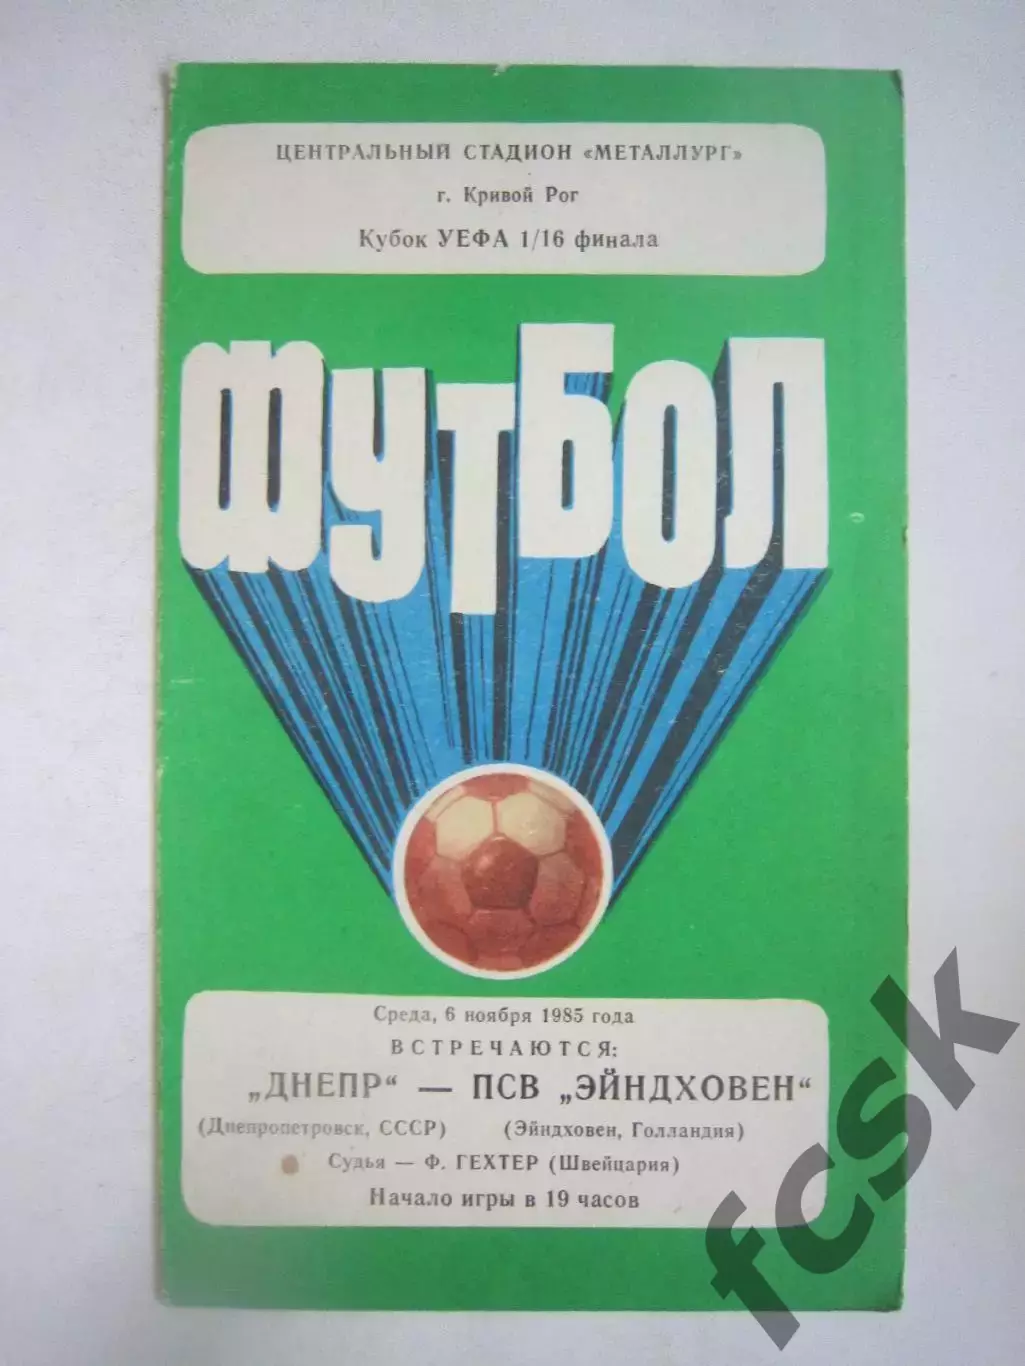 ЦЕНТРАЛЬНЫЙ СТАДИОН «МЕТАЛЛУРГ»
г. Кривой Рог
Кубок УЕФА 1/16 финала
ФУТБОЛ
Среда, 6 ноября 1985 года
ВСТРЕЧАЮТСЯ:
„ДНЕПР“ — ПСВ „ЭЙНДХОВЕН“
(Днепропетровск, СССР) (Эйндховен, Голландия)
Судья — Ф. ГЕХТЕР (Швейцария)
Начало игры в 19 часов
fcsk